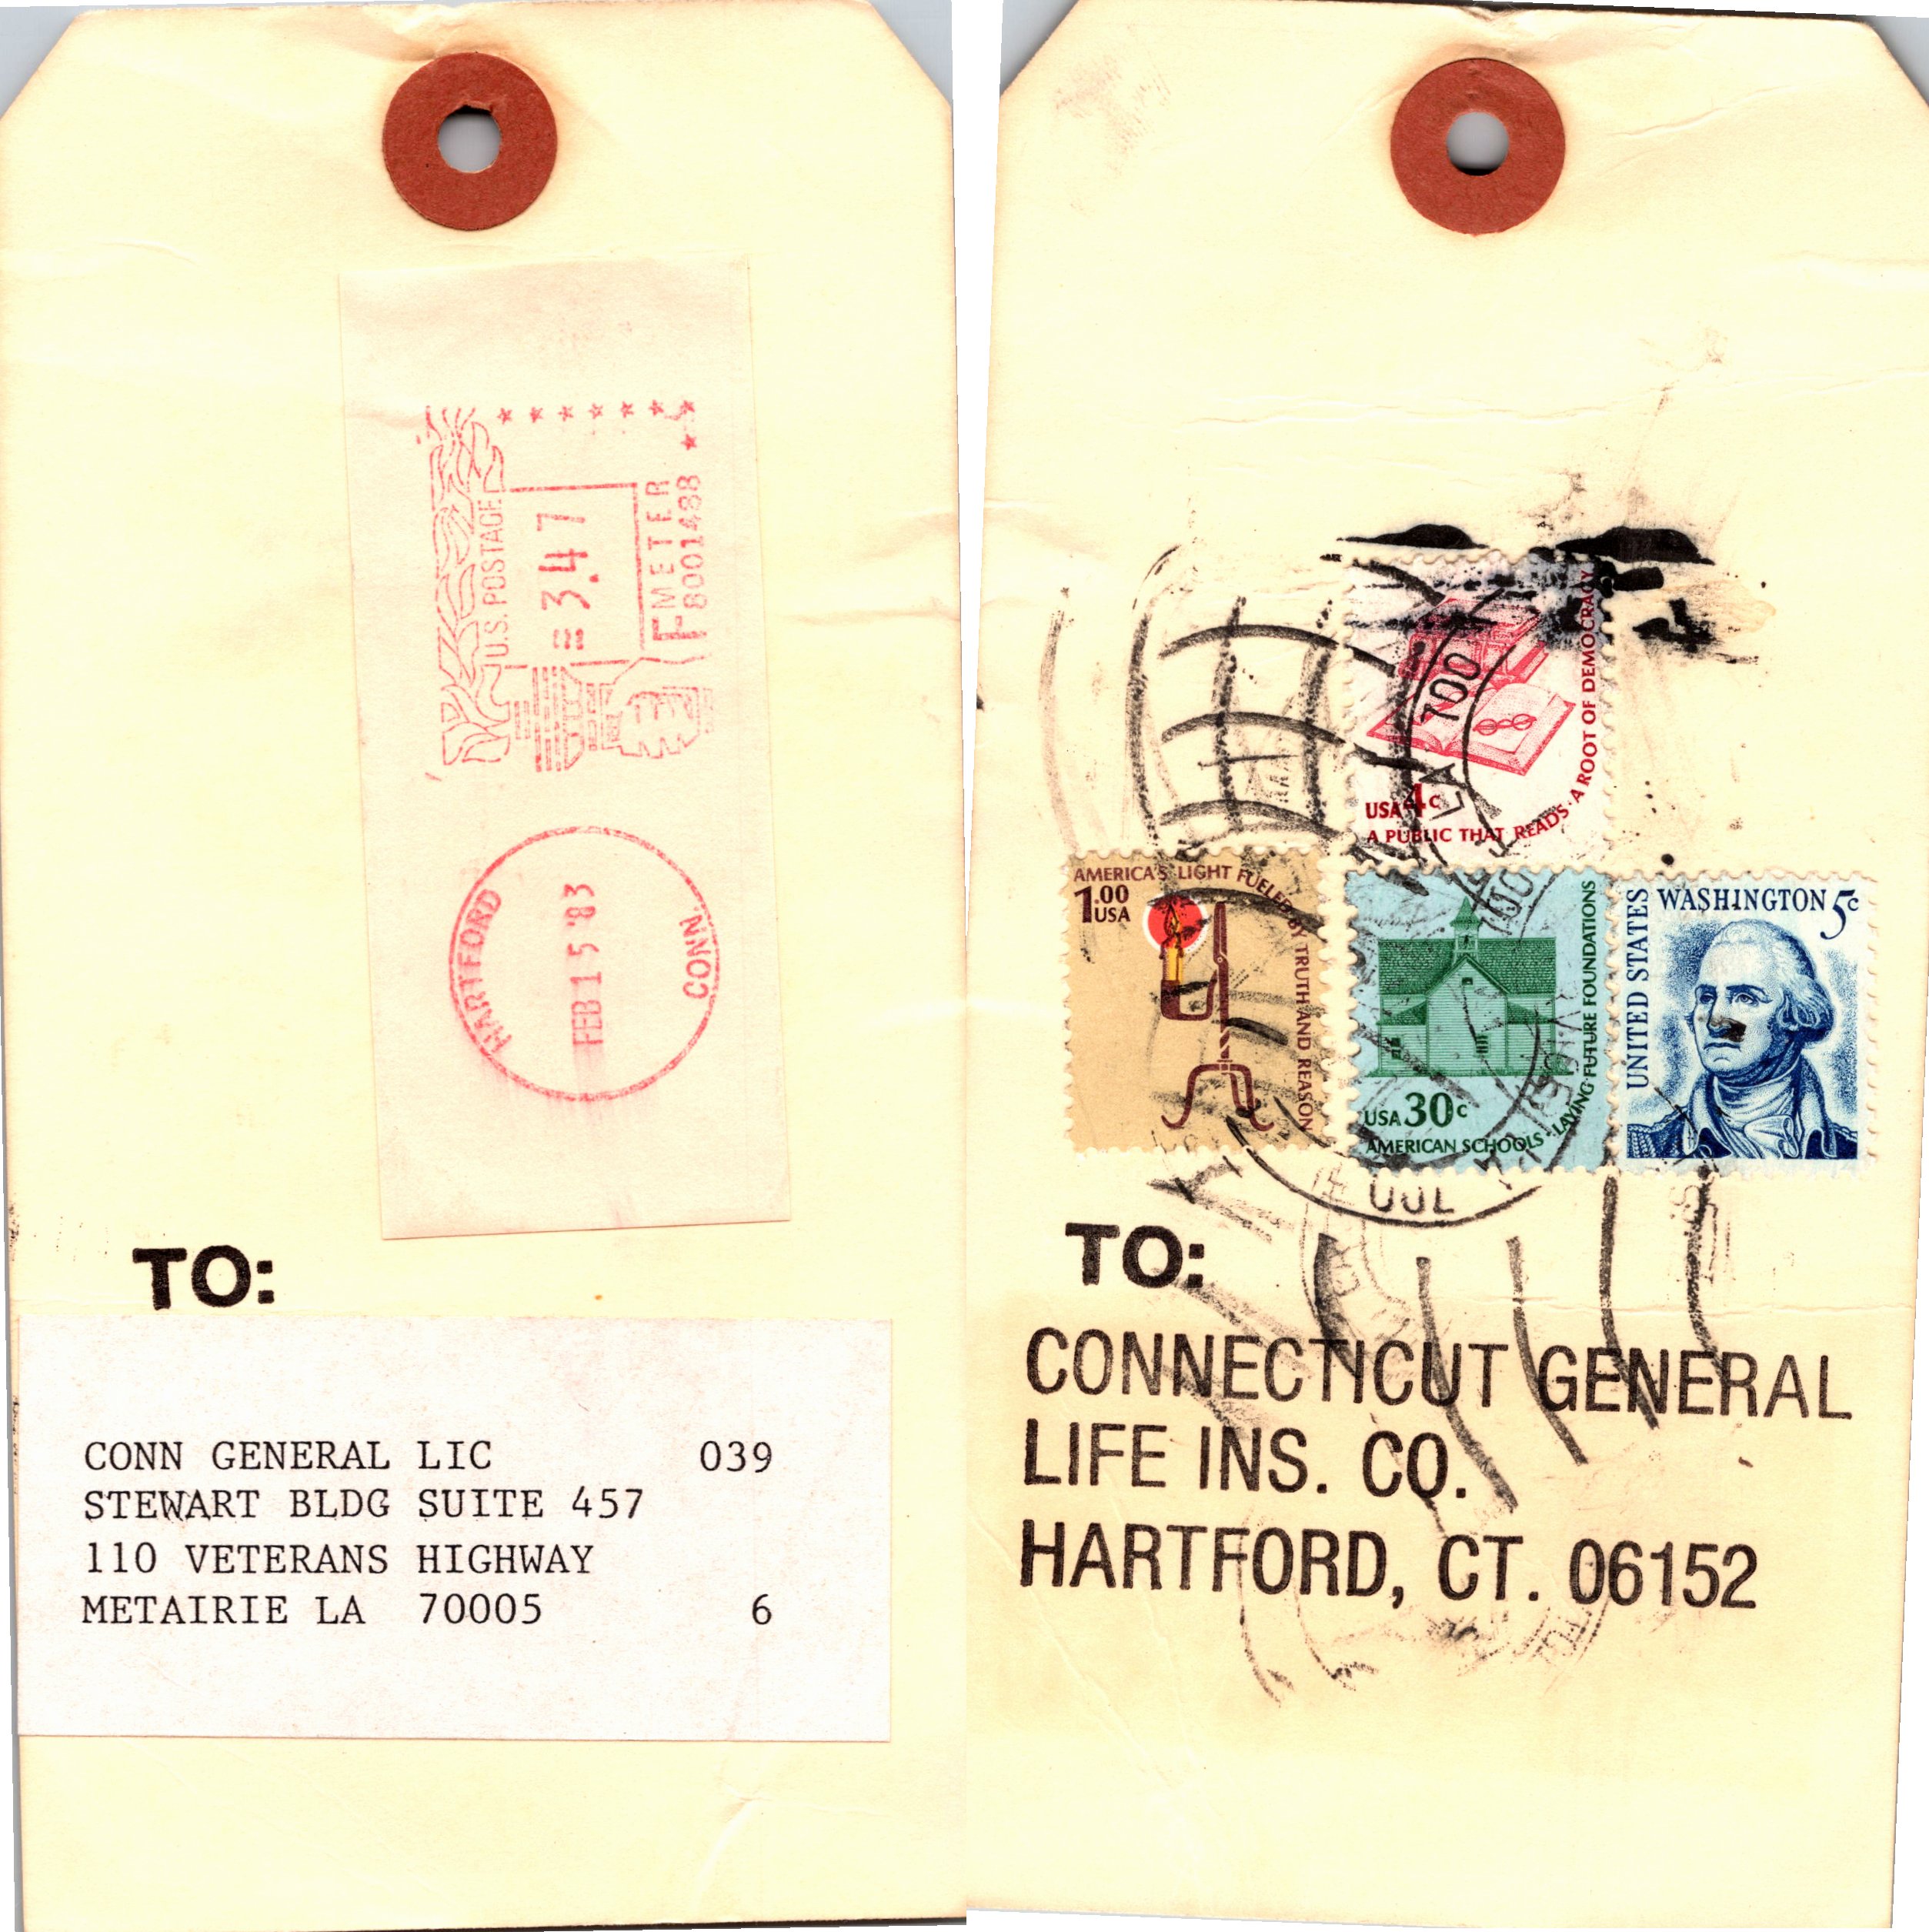 U.S. POSTAGE
3.47
METER
8001488
HARTFORD
FEB 15 '83
CONN.
TO:
CONN GENERAL LIC 039
STEWART BLDG SUITE 457
110 VETERANS HIGHWAY
METAIRIE LA 70005 6
USA 4c
A PUBLIC THAT READS · A ROOT OF DEMOCRACY
LA 700
AMERICA'S LIGHT FUELED BY TRUTH AND REASON
1.00
USA
USA 30c
AMERICAN SCHOOLS · LAYING FUTURE FOUNDATIONS
UNITED STATES
WASHINGTON 5c
TO:
CONNECTICUT GENERAL
LIFE INS. CO.
HARTFORD, CT. 06152